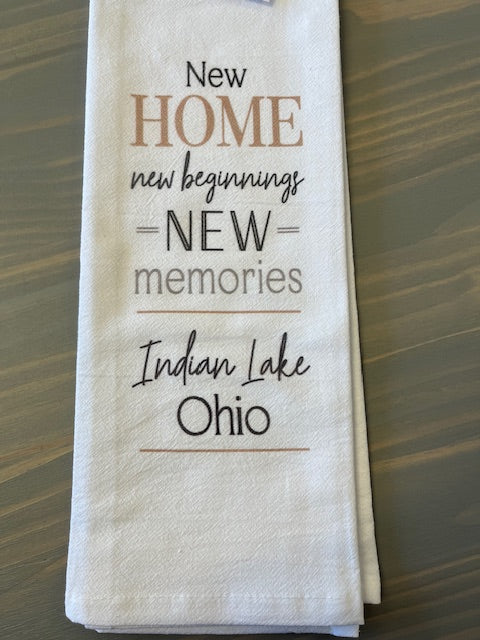 New
HOME
new beginnings
NEW
memories
Indian Lake
Ohio